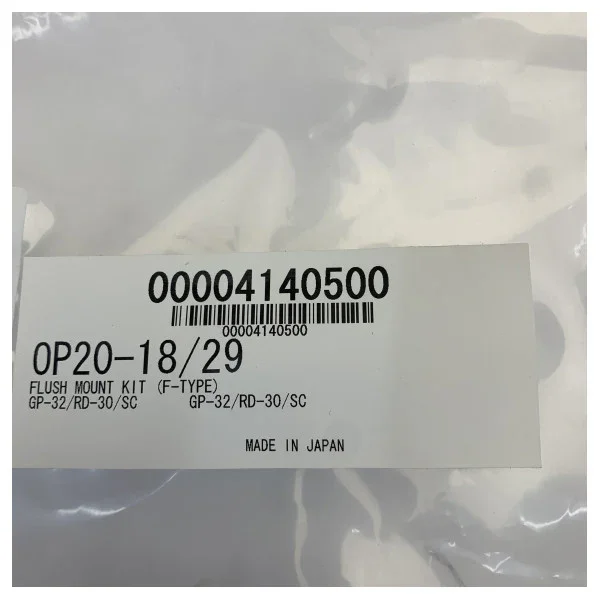 00004140500
00004140500
OP20-18/29
FLUSH MOUNT KIT (F-TYPE)
GP-32/RD-30/SC GP-32/RD-30/SC
MADE IN JAPAN